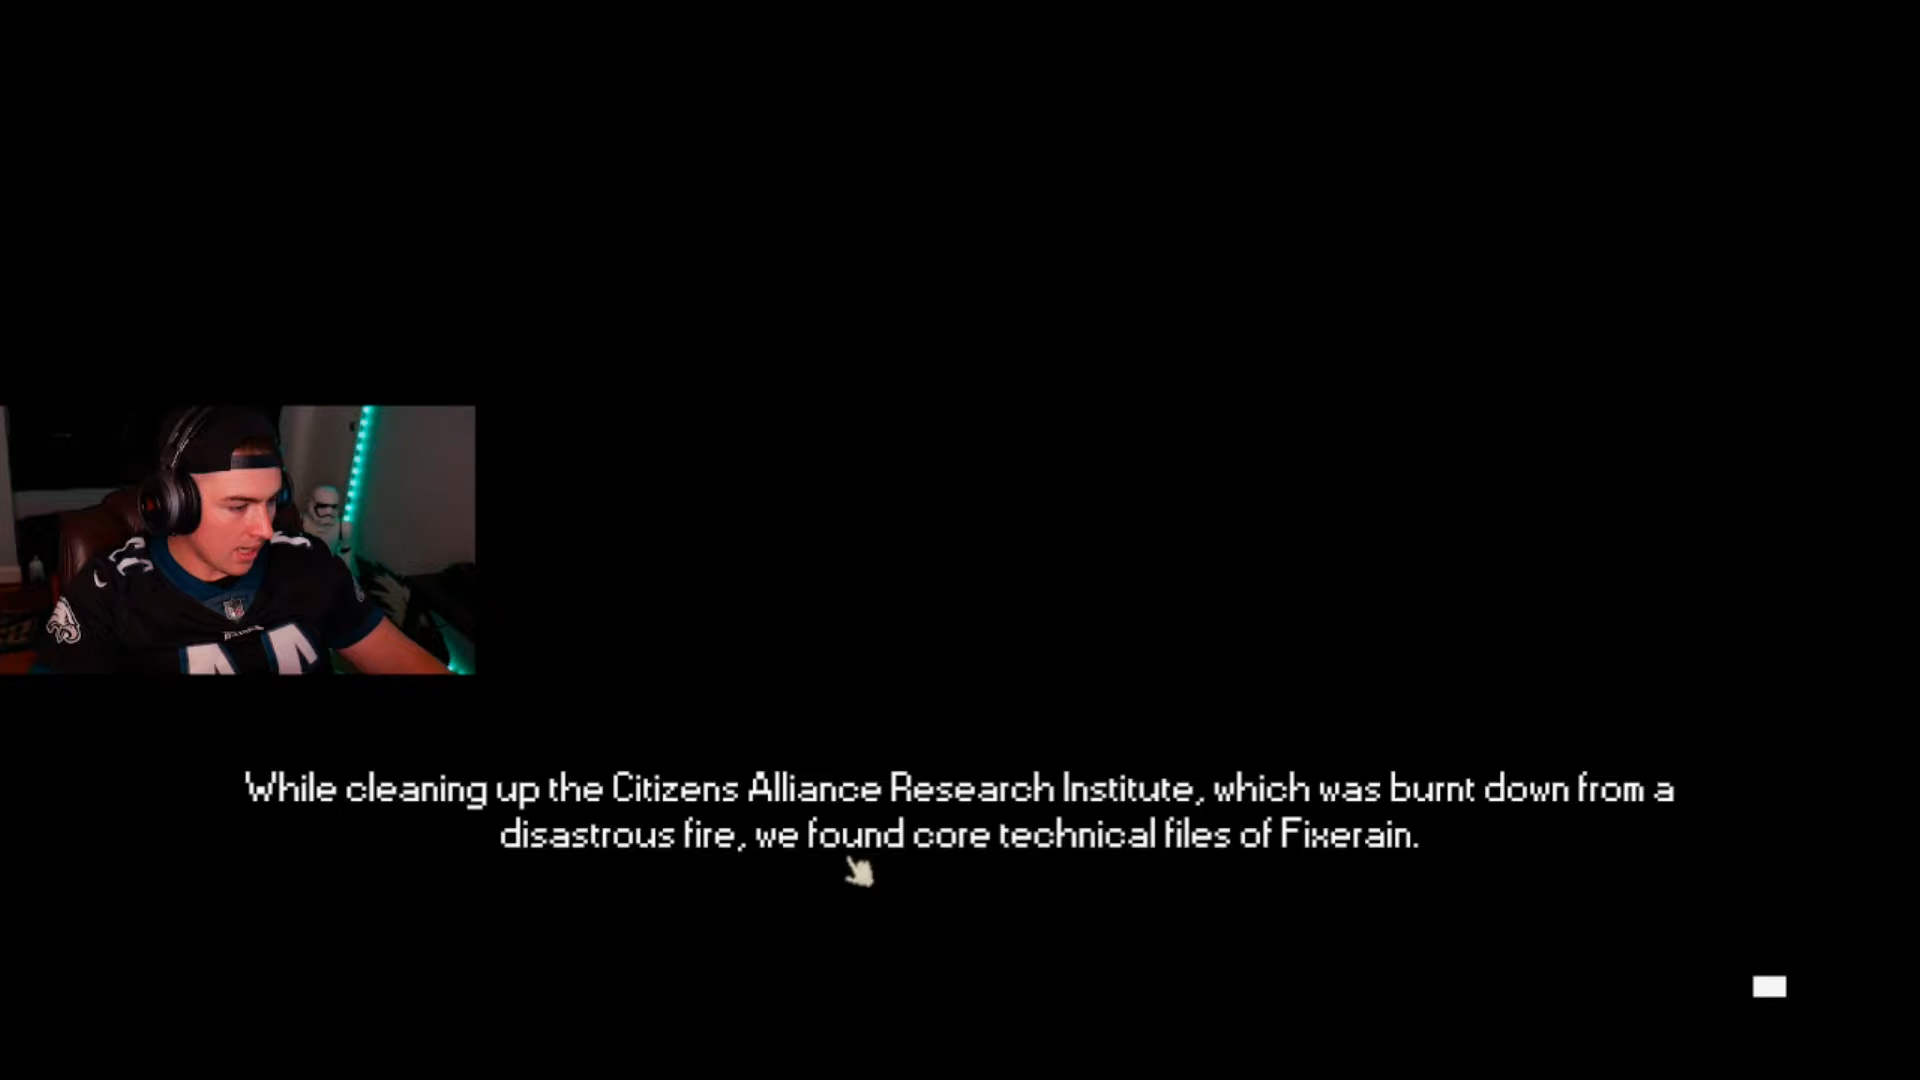 While cleaning up the Citizens Alliance Research Institute, which was burnt down from a
disastrous fire, we found core technical files of Fixerain.